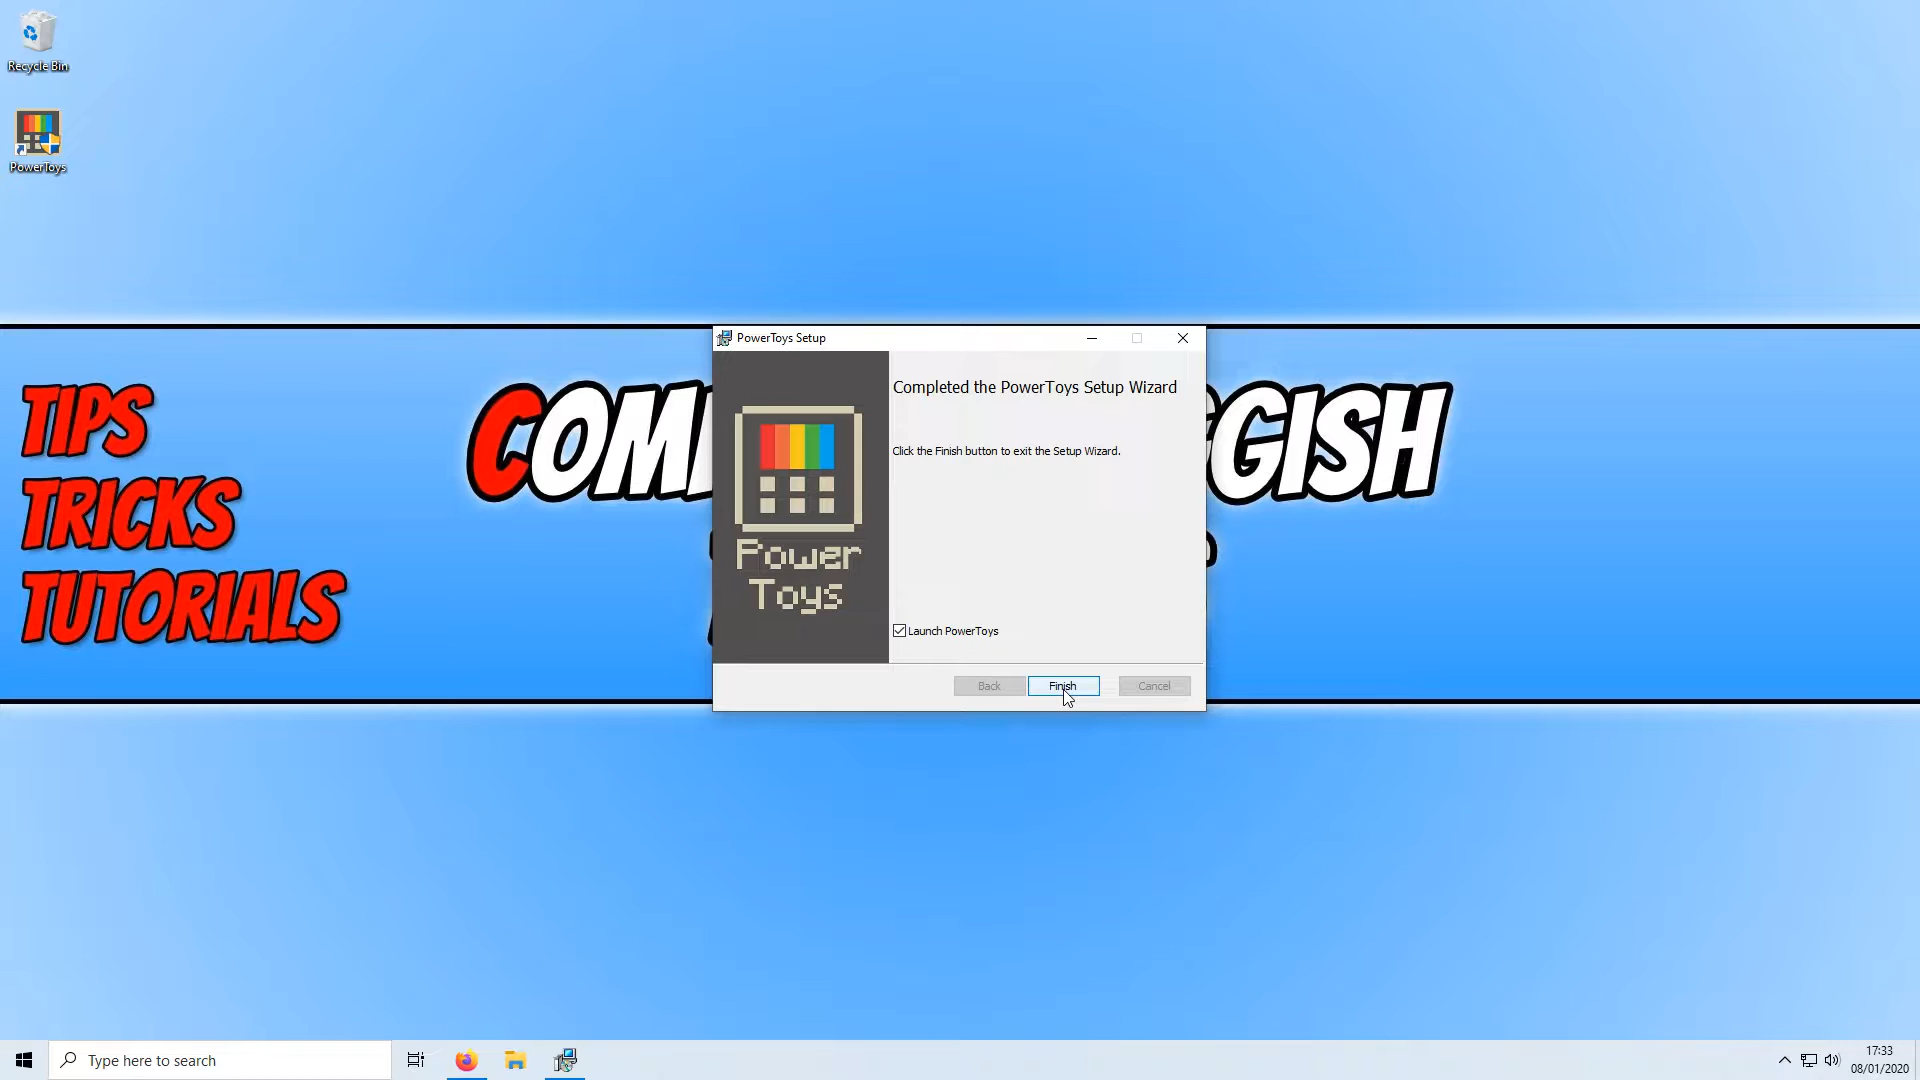 Recycle Bin
PowerToys
TIPS
TRICKS
TUTORIALS
PowerToys Setup
Completed the PowerToys Setup Wizard
Click the Finish button to exit the Setup Wizard.
Power
Toys
Launch PowerToys
Back
Finish
Cancel
Type here to search
17:33
08/01/2020